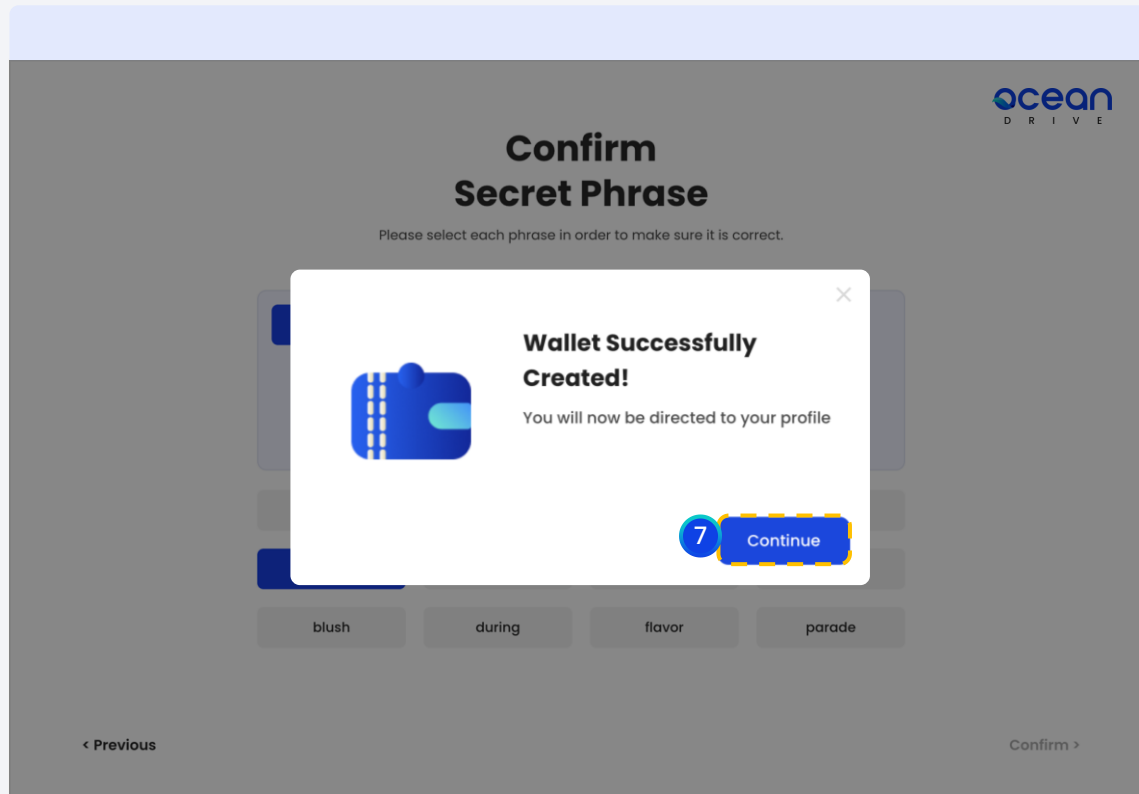 ocean
DRIVE
Confirm
Secret Phrase
Please select each phrase in order to make sure it is correct.
Wallet Successfully
Created!
You will now be directed to your profile
7
Continue
blush during flavor parade
< Previous
Confirm >